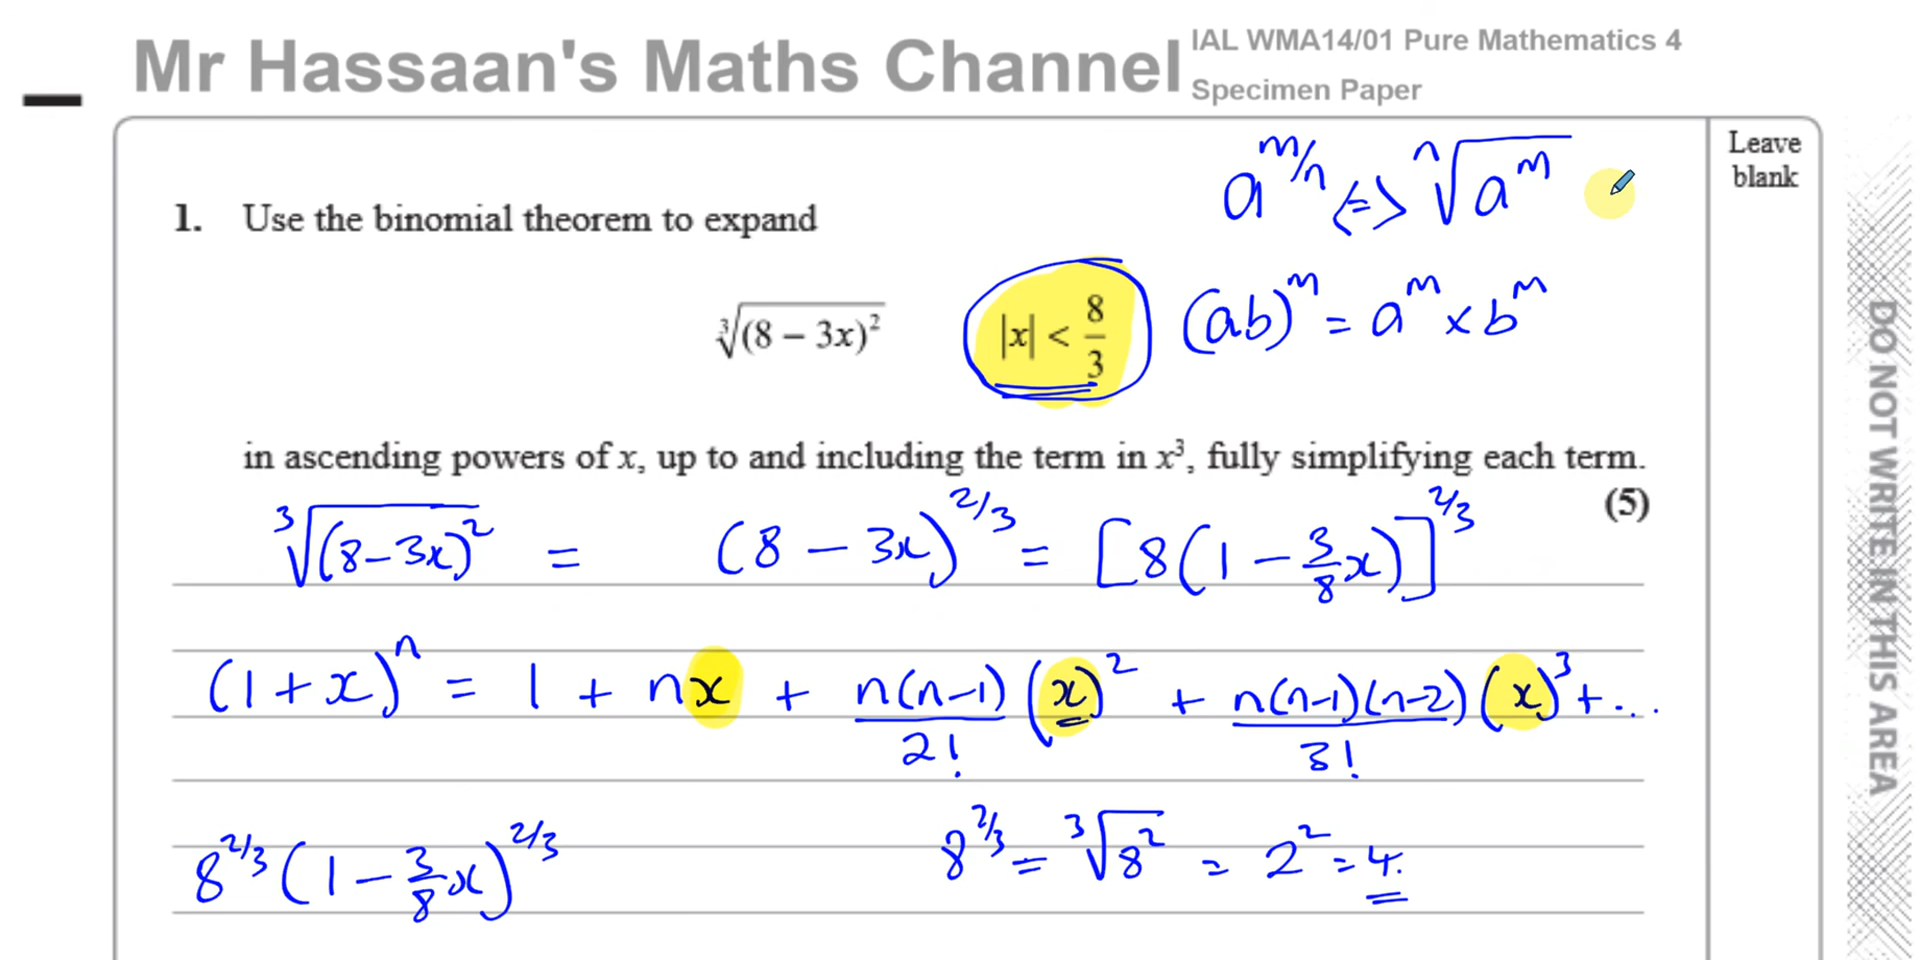 Mr Hassaan's Maths Channel
IAL WMA14/01 Pure Mathematics 4
Specimen Paper
Leave
blank
a^{m/n} <=> ⁿ√(a^m)
1. Use the binomial theorem to expand
³√((8 – 3x)²) |x| < 8/3
(ab)^m = a^m × b^m
in ascending powers of x, up to and including the term in x³, fully simplifying each term.
(5)
³√((8–3x)²) = (8 – 3x)^{2/3} = [8(1 – 3/8 x)]^{2/3}
(1+x)^n = 1 + nx + n(n–1)/2! (x)² + n(n–1)(n–2)/3! (x)³ + ...
8^{2/3} (1 – 3/8 x)^{2/3} 8^{2/3} = ³√(8²) = 2² = 4.
DO NOT WRITE IN THIS AREA